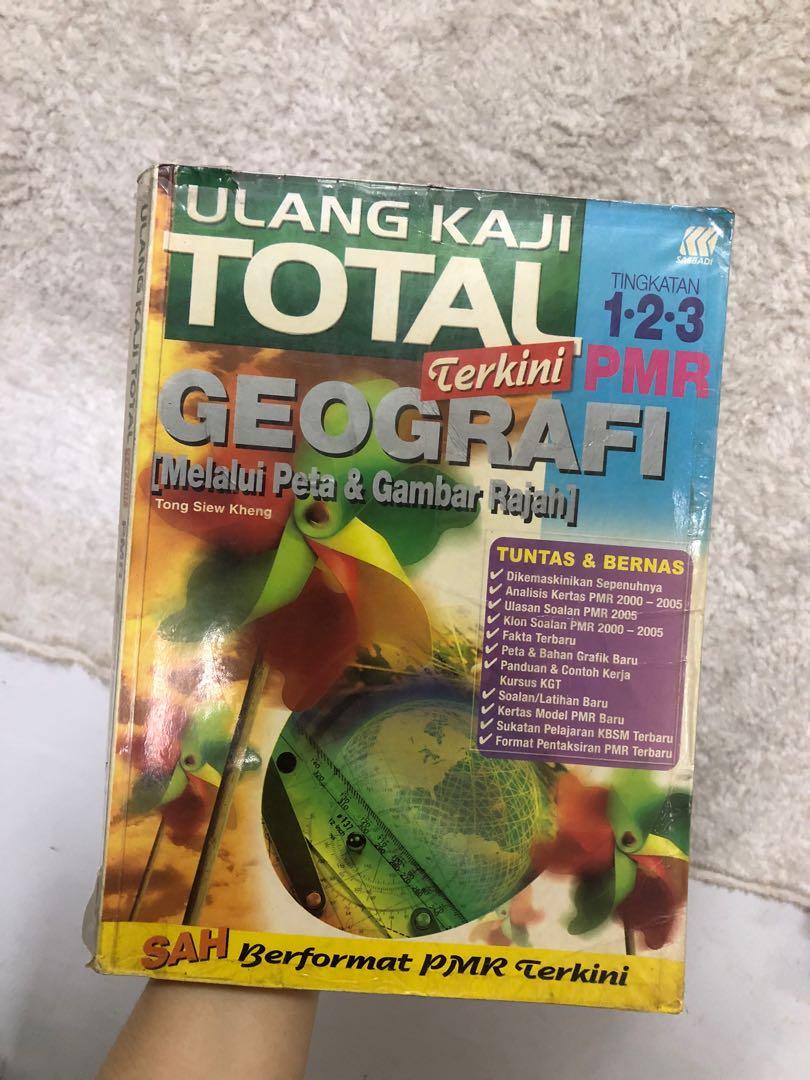 ULANG KAJI
TOTAL
Terkini
SASBADI
TINGKATAN
1•2•3
PMR
GEOGRAFI
[Melalui Peta & Gambar Rajah]
Tong Siew Kheng
TUNTAS & BERNAS
✓ Dikemaskinikan Sepenuhnya
✓ Analisis Kertas PMR 2000 – 2005
✓ Ulasan Soalan PMR 2005
✓ Klon Soalan PMR 2000 – 2005
✓ Fakta Terbaru
✓ Peta & Bahan Grafik Baru
✓ Panduan & Contoh Kerja
Kursus KGT
✓ Soalan/Latihan Baru
✓ Kertas Model PMR Baru
✓ Sukatan Pelajaran KBSM Terbaru
✓ Format Pentaksiran PMR Terbaru
#137
SAH Berformat PMR Terkini
ULANG KAJI TOTAL